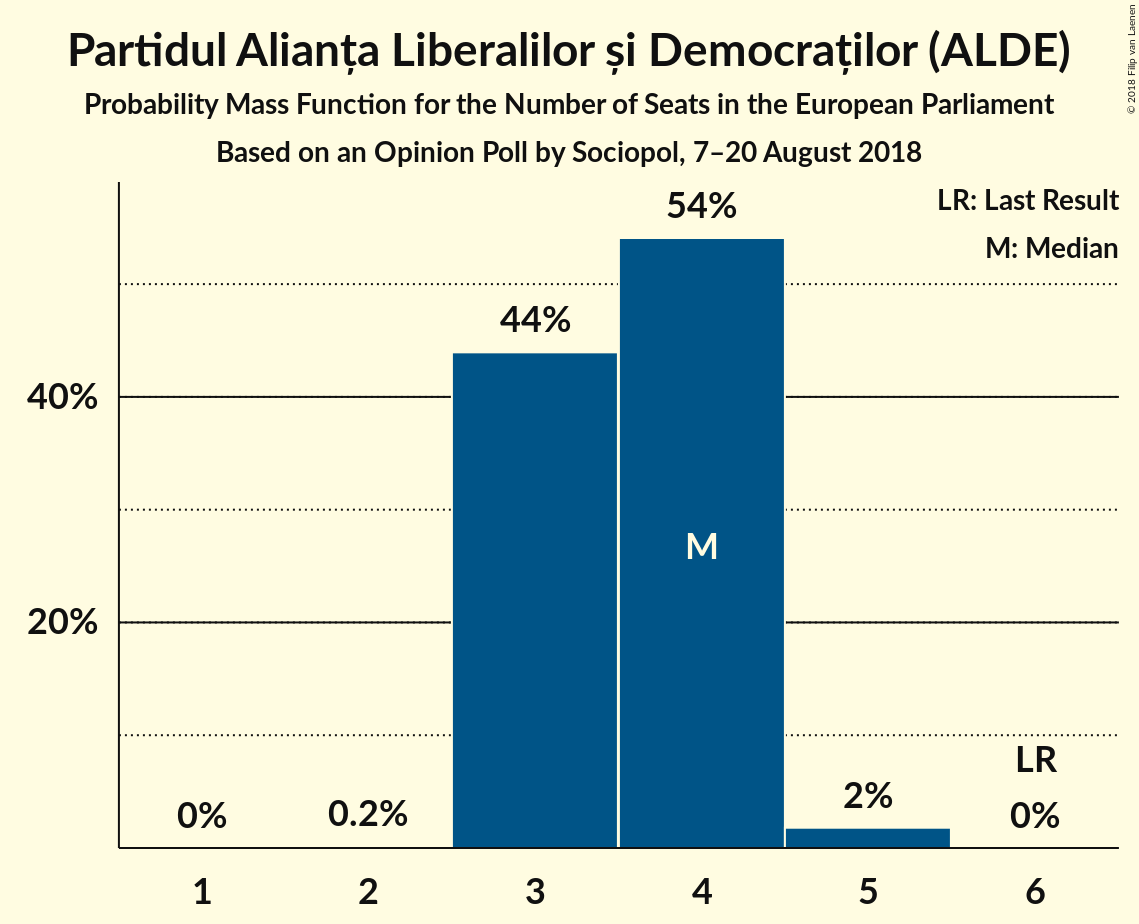 Partidul Alianța Liberalilor și Democraților (ALDE)
Probability Mass Function for the Number of Seats in the European Parliament
Based on an Opinion Poll by Sociopol, 7–20 August 2018
© 2018 Filip van Laenen
LR: Last Result
M: Median
54%
44%
40%
M
20%
LR
0%
0.2%
2%
0%
1
2
3
4
5
6